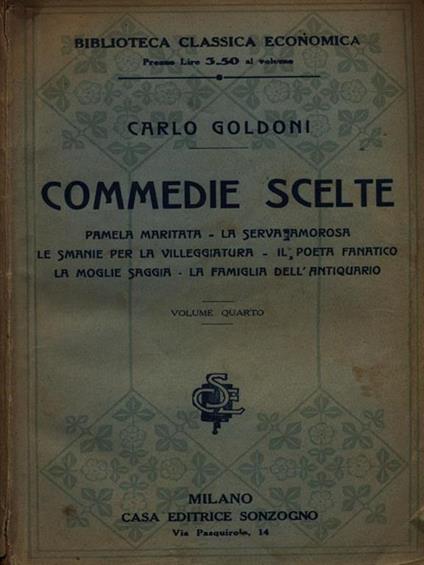 BIBLIOTECA CLASSICA ECONOMICA
Prezzo Lire 3.50 al volume
CARLO GOLDONI
COMMEDIE SCELTE
PAMELA MARITATA - LA SERVA AMOROSA
LE SMANIE PER LA VILLEGGIATURA - IL POETA FANATICO
LA MOGLIE SAGGIA - LA FAMIGLIA DELL'ANTIQUARIO
VOLUME QUARTO
CSE
MILANO
CASA EDITRICE SONZOGNO
Via Pasquirolo, 14